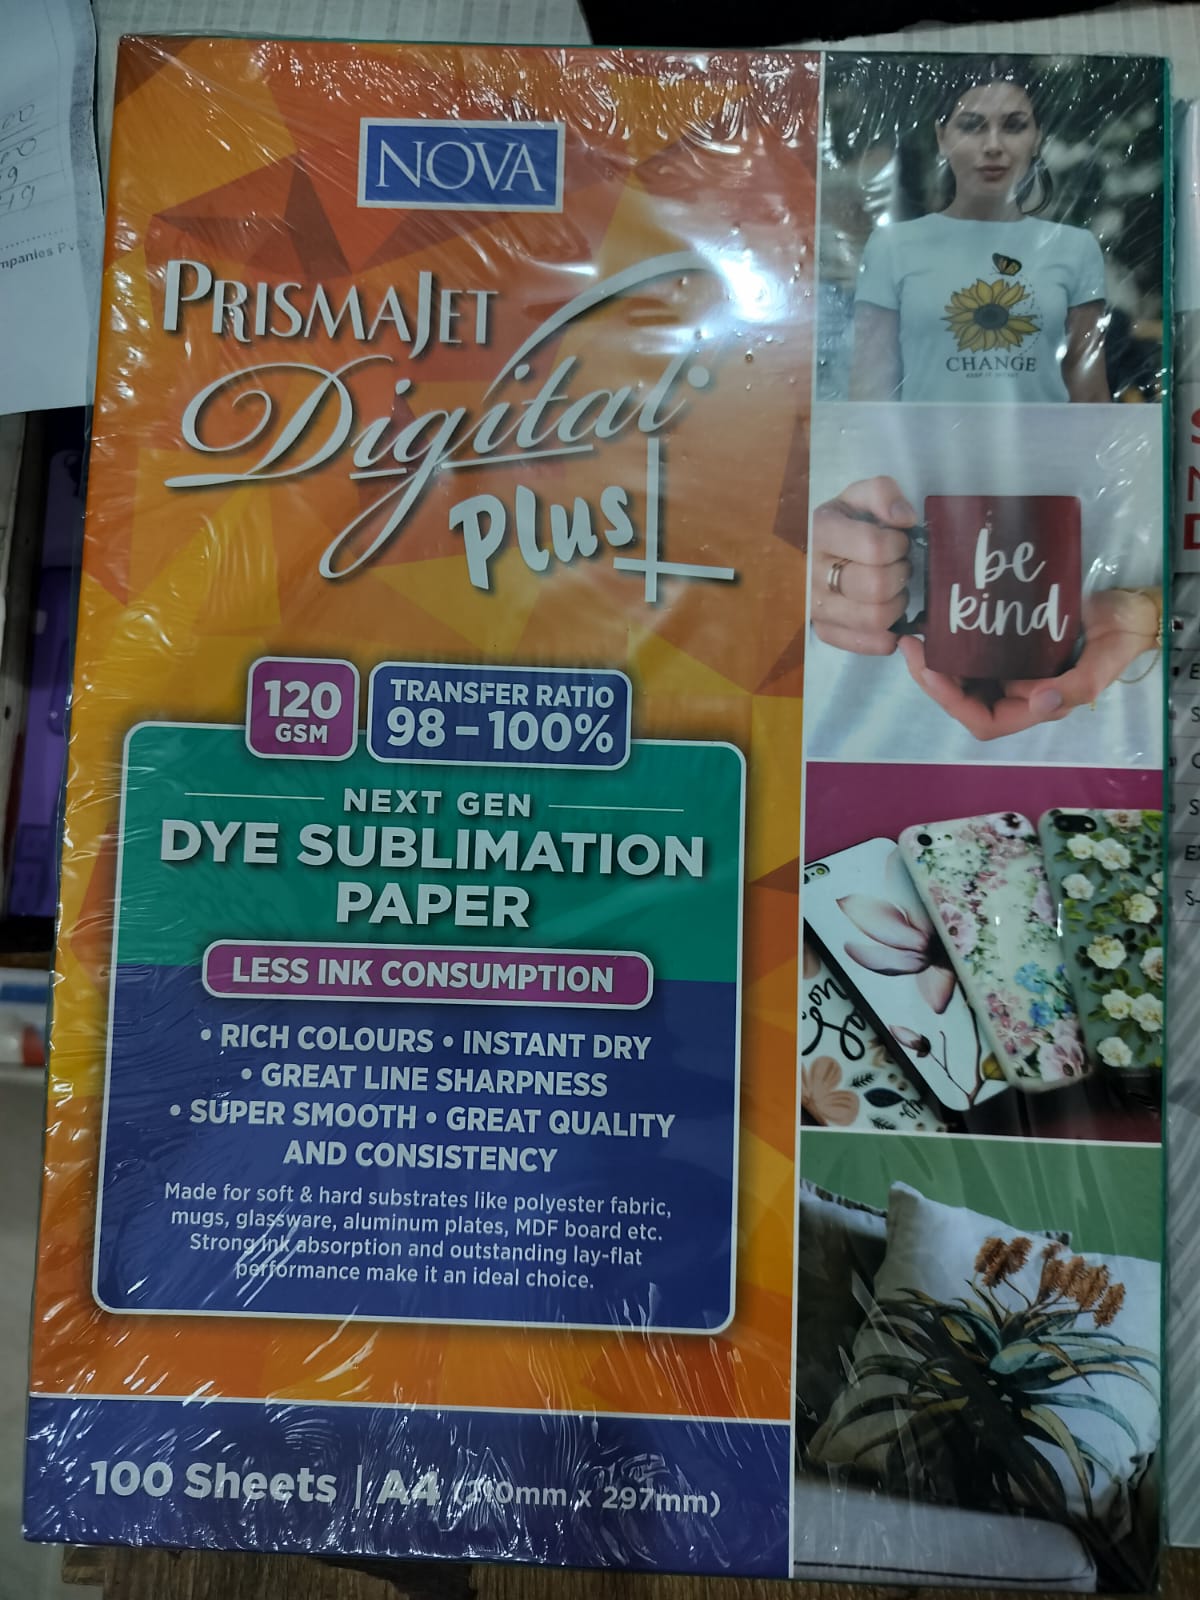 NOVA
PRISMAJET
Digital
Plus+
120
GSM
TRANSFER RATIO
98 – 100%
NEXT GEN
DYE SUBLIMATION
PAPER
LESS INK CONSUMPTION
• RICH COLOURS • INSTANT DRY
• GREAT LINE SHARPNESS
• SUPER SMOOTH • GREAT QUALITY
AND CONSISTENCY
Made for soft & hard substrates like polyester fabric,
mugs, glassware, aluminum plates, MDF board etc.
Strong ink absorption and outstanding lay-flat
performance make it an ideal choice.
100 Sheets | A4 (210mm x 297mm)
CHANGE
be
kind